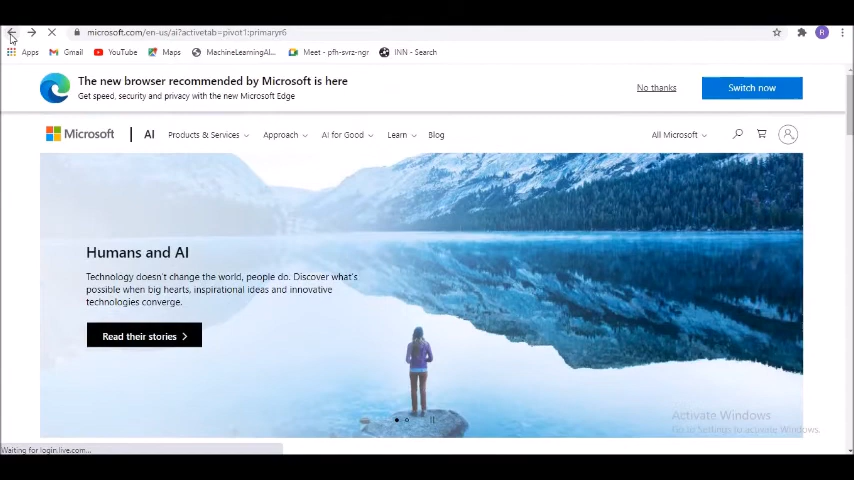 microsoft.com/en-us/ai?activetab=pivot1:primaryr6
R
Apps Gmail YouTube Maps MachineLearningAI... Meet - pfh-svrz-ngr INN - Search
The new browser recommended by Microsoft is here
Get speed, security and privacy with the new Microsoft Edge
No thanks
Switch now
Microsoft AI Products & Services Approach AI for Good Learn Blog All Microsoft
Humans and AI
Technology doesn't change the world, people do. Discover what's
possible when big hearts, inspirational ideas and innovative
technologies converge.
Read their stories
Activate Windows
Go to Settings to activate Windows.
Waiting for login.live.com...